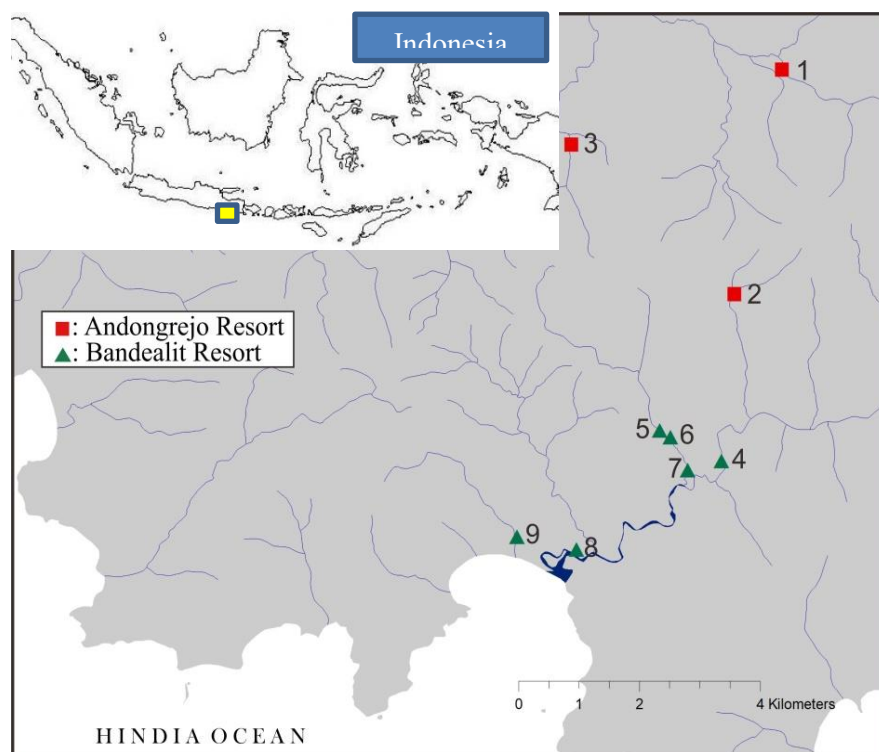 Indonesia
1
3
2
■: Andongrejo Resort
▲: Bandealit Resort
5
6
4
7
9
8
0 1 2 4 Kilometers
HINDIA OCEAN